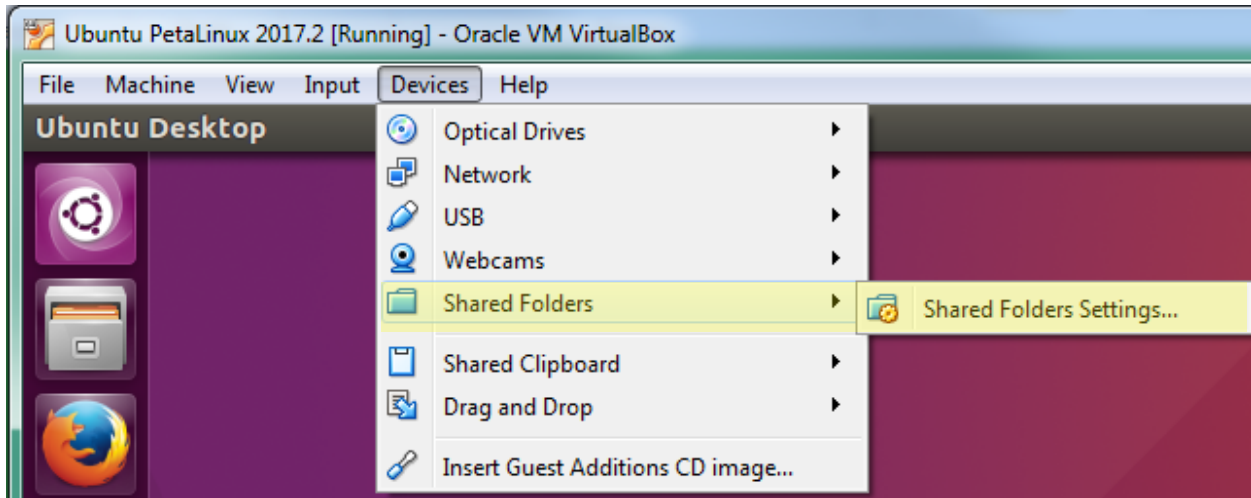 Ubuntu PetaLinux 2017.2 [Running] - Oracle VM VirtualBox
File Machine View Input Devices Help
Ubuntu Desktop
Optical Drives
Network
USB
Webcams
Shared Folders
Shared Folders Settings...
Shared Clipboard
Drag and Drop
Insert Guest Additions CD image...